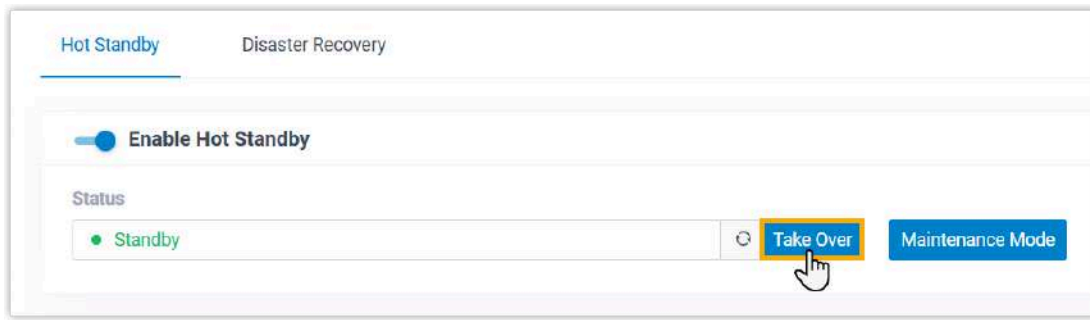 Hot Standby Disaster Recovery
Enable Hot Standby
Status
Standby Take Over Maintenance Mode